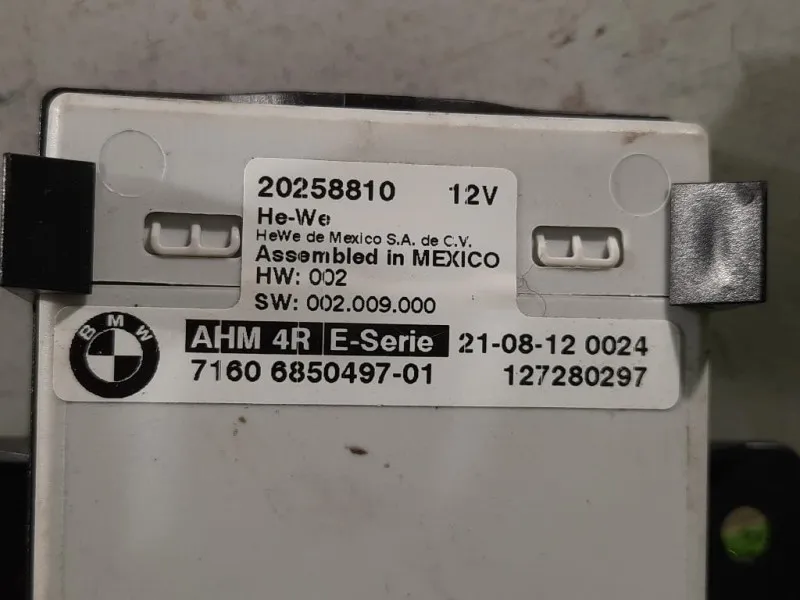 20258810 12V
He-We
HeWe de Mexico S.A. de C.V.
Assembled in MEXICO
HW: 002
SW: 002.009.000
BMW
AHM 4R E-Serie 21-08-12 0024
7160 6850497-01 127280297